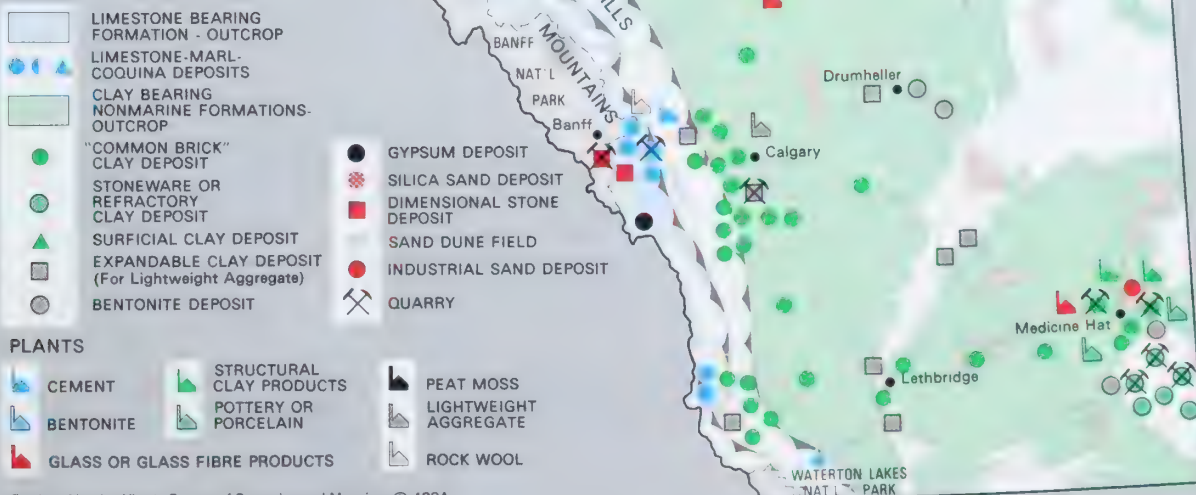 LIMESTONE BEARING
FORMATION - OUTCROP
LIMESTONE-MARL-
COQUINA DEPOSITS
CLAY BEARING
NONMARINE FORMATIONS-
OUTCROP
"COMMON BRICK"
CLAY DEPOSIT
STONEWARE OR
REFRACTORY
CLAY DEPOSIT
SURFICIAL CLAY DEPOSIT
EXPANDABLE CLAY DEPOSIT
(For Lightweight Aggregate)
BENTONITE DEPOSIT
GYPSUM DEPOSIT
SILICA SAND DEPOSIT
DIMENSIONAL STONE
DEPOSIT
SAND DUNE FIELD
INDUSTRIAL SAND DEPOSIT
QUARRY
PLANTS
CEMENT
BENTONITE
GLASS OR GLASS FIBRE PRODUCTS
STRUCTURAL
CLAY PRODUCTS
POTTERY OR
PORCELAIN
PEAT MOSS
LIGHTWEIGHT
AGGREGATE
ROCK WOOL
MOUNTAINS
BANFF
NAT'L
PARK
Banff
Calgary
Drumheller
Medicine Hat
Lethbridge
WATERTON LAKES
NAT'L PARK